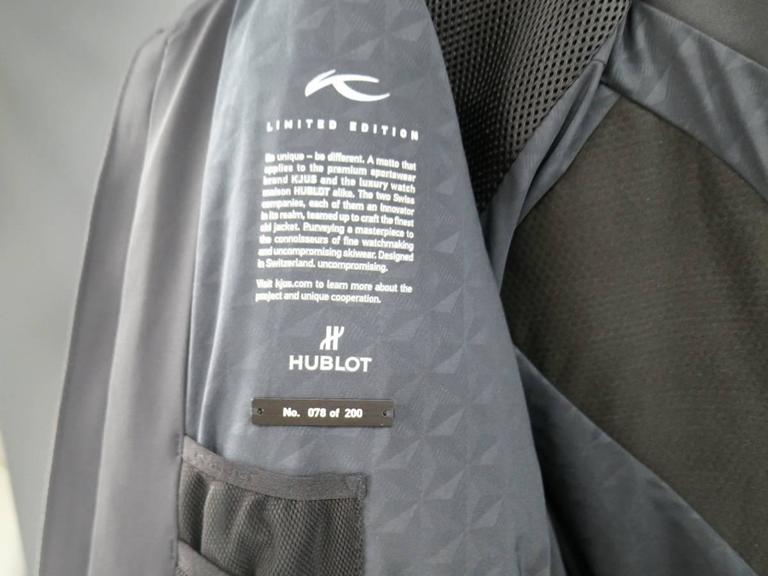 LIMITED EDITION
Be unique – be different. A motto that
applies to the premium sportswear
brand KJUS and the luxury watch
maison HUBLOT alike. The two Swiss
companies, each of them an innovator
in its realm, teamed up to craft the finest
ski jacket. Purveying a masterpiece to
the connoisseurs of fine watchmaking
and uncompromising skiwear. Designed
in Switzerland. uncompromising.
Visit kjus.com to learn more about the
project and unique cooperation.
HUBLOT
No. 078 of 200